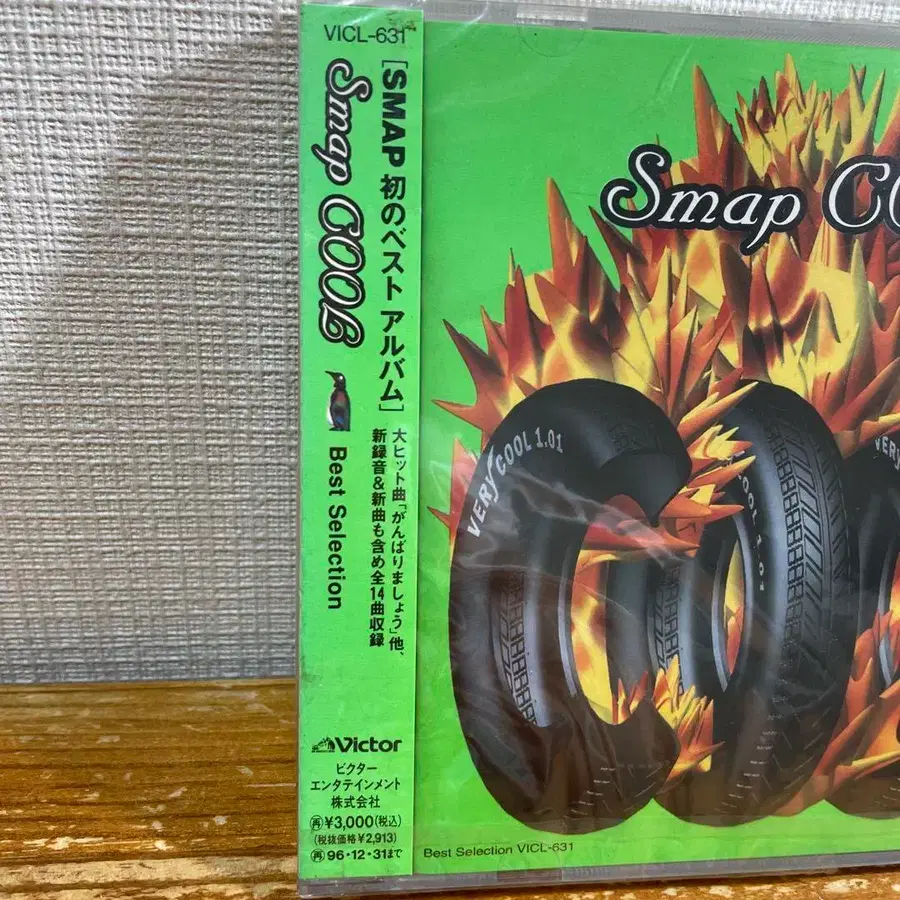 VICL-631
[SMAP 初のベスト アルバム]
Smap COOL
Best Selection
大ヒット曲「がんばりましょう」他、
新録音&新曲も含め全14曲収録
Victor
ビクター
エンタテインメント
株式会社
再¥3,000(税込)
(税抜価格¥2,913)
再96・12・31まで
Smap CO
VERY COOL 1.01
COOL 1.01
VERY
Best Selection VICL-631